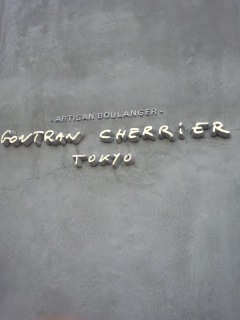 - ARTISAN BOULANGER -
GONTRAN CHERRiER
TOKYO